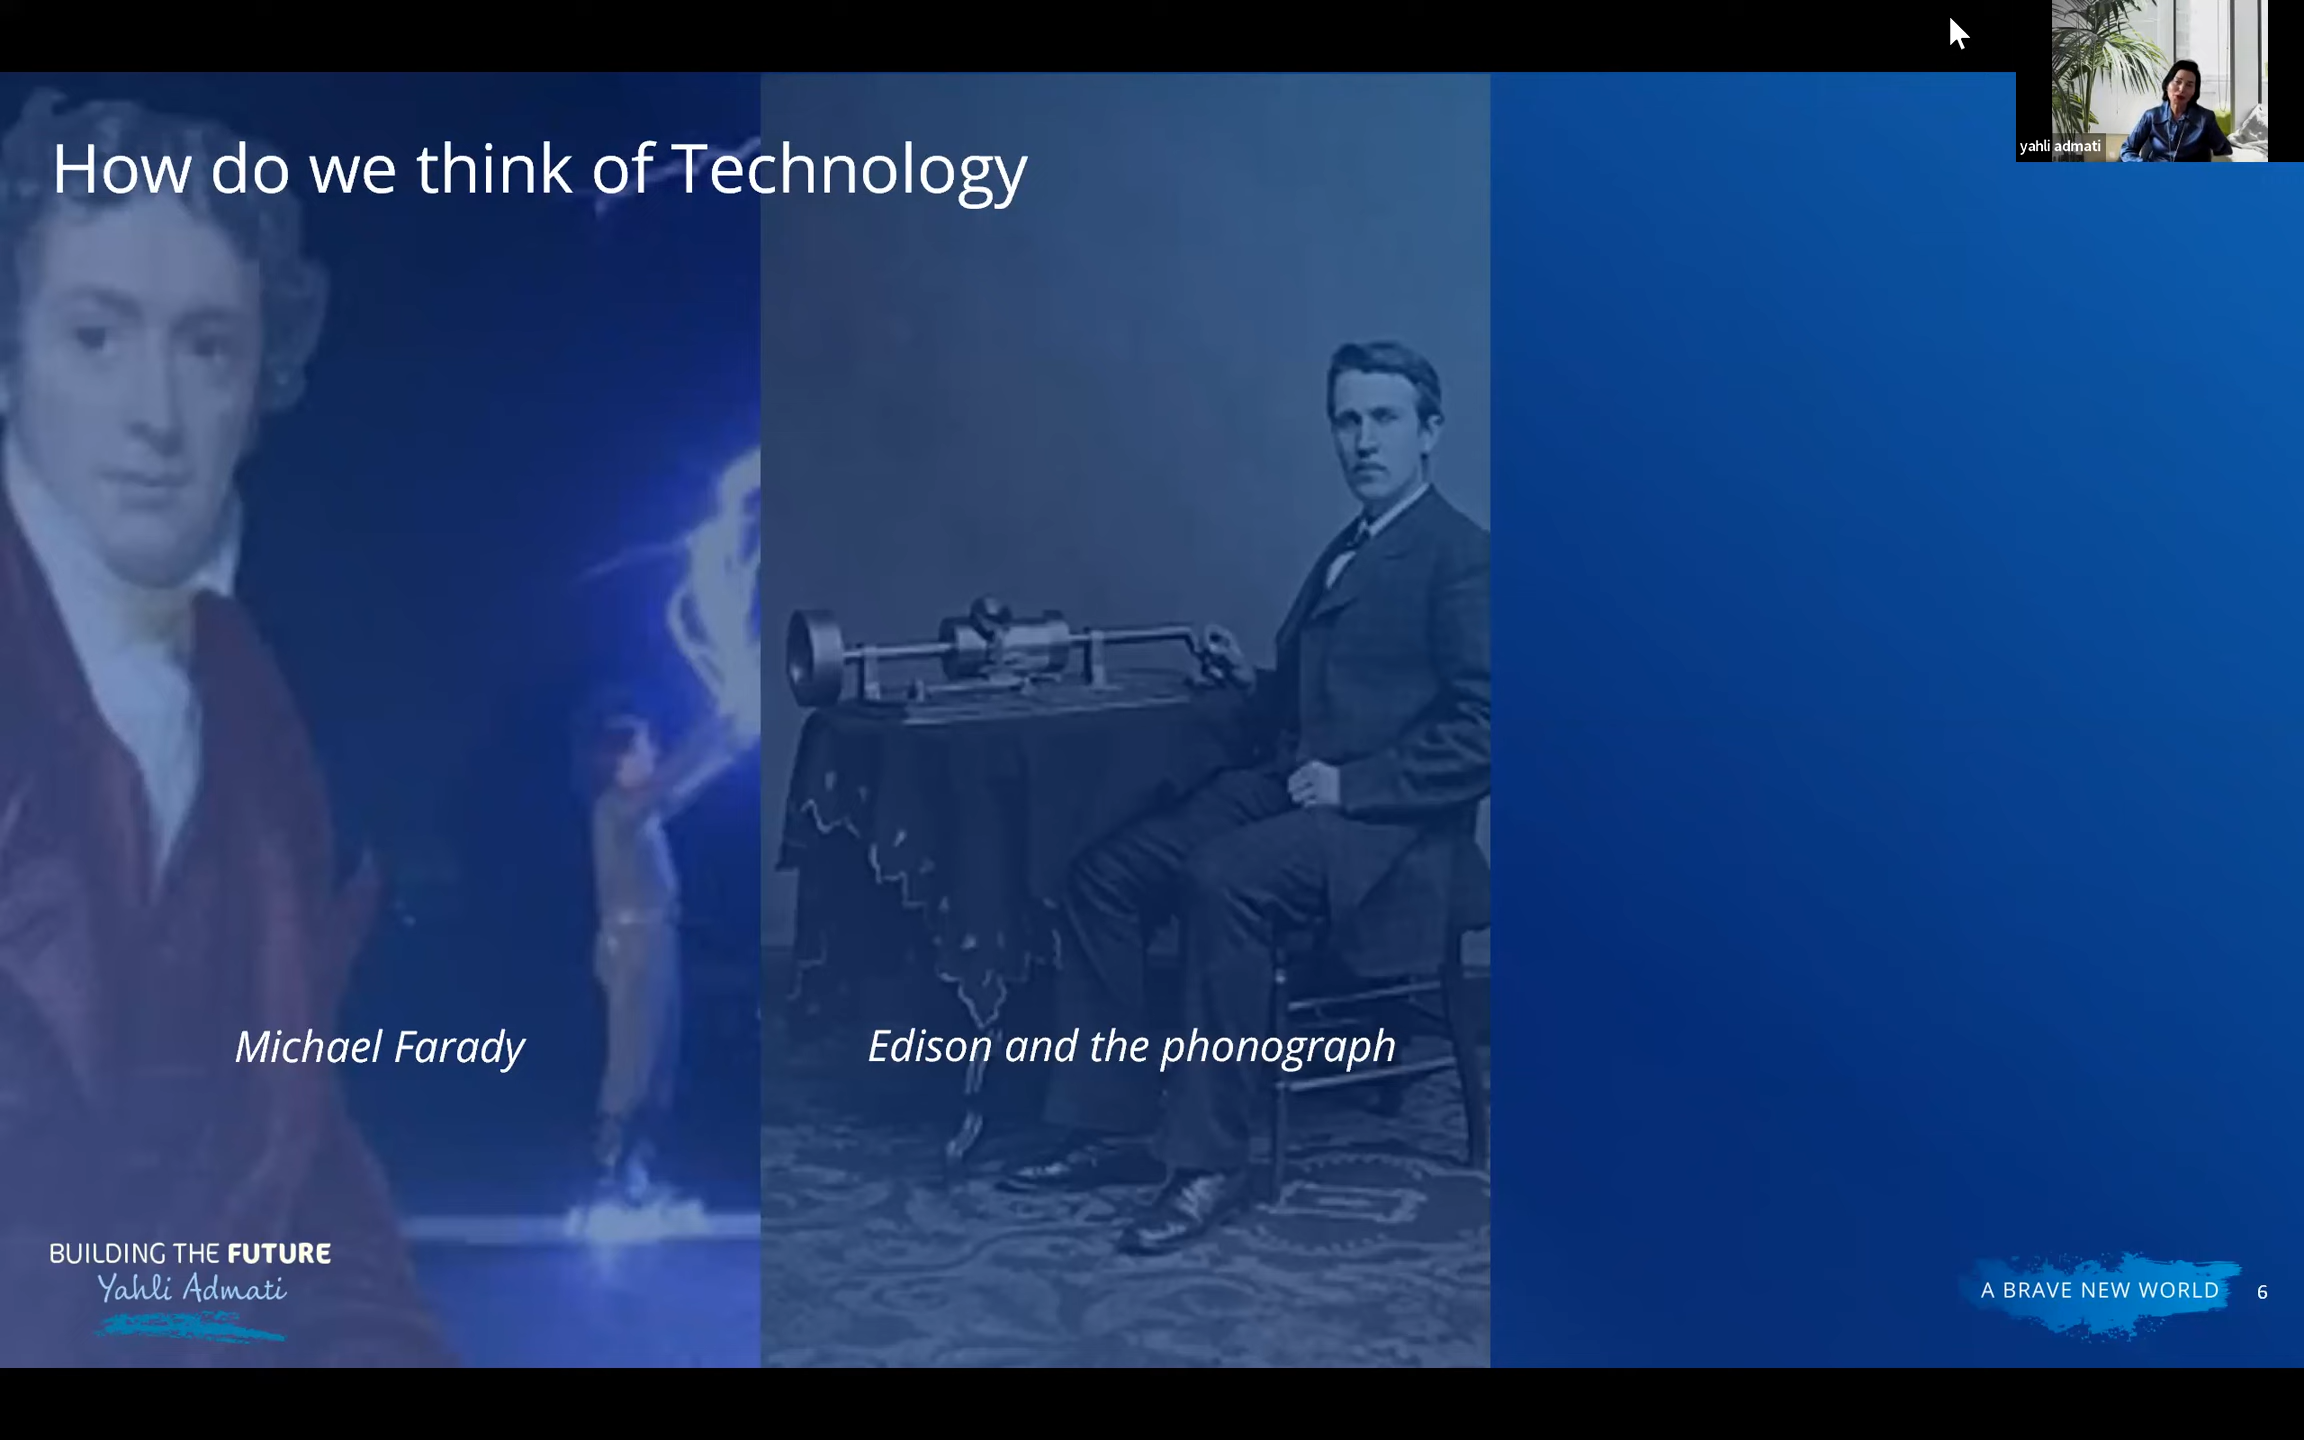 yahli admati
How do we think of Technology
Michael Farady
Edison and the phonograph
BUILDING THE FUTURE
Yahli Admati
A BRAVE NEW WORLD
6